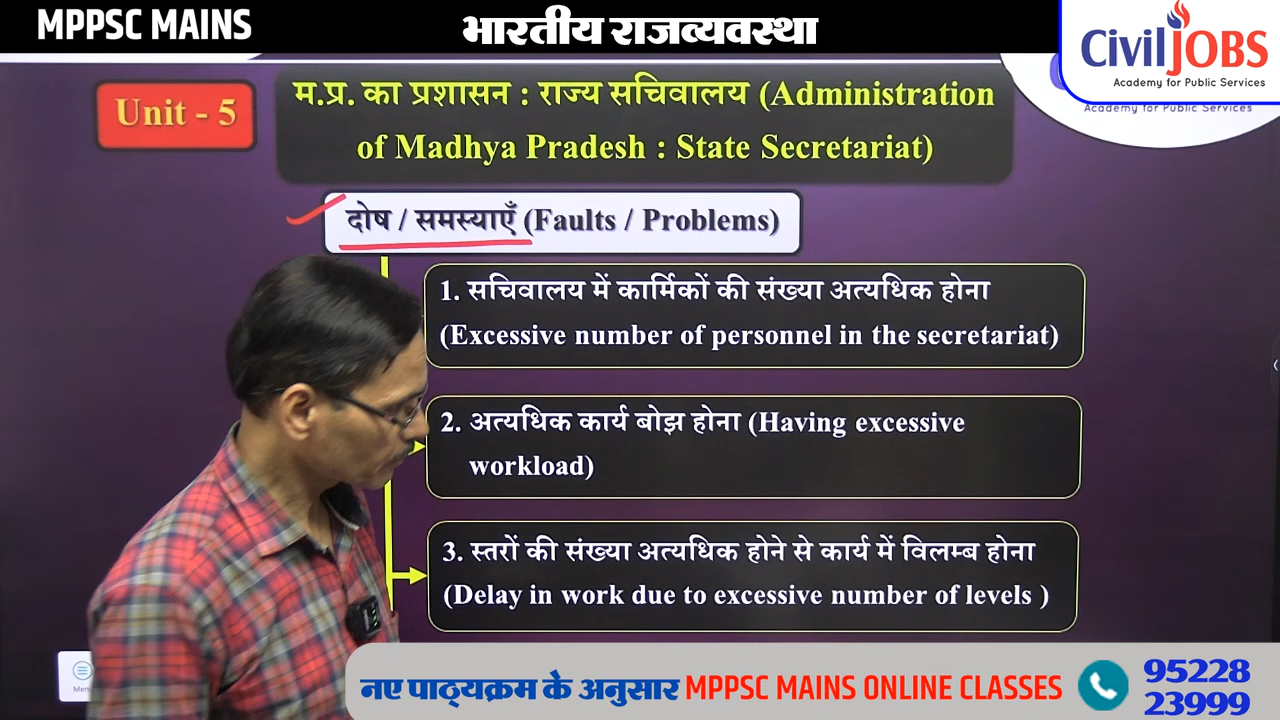 MPPSC MAINS
भारतीय राजव्यवस्था
CivilJOBS
Academy for Public Services
Academy for Public Services
Unit - 5
म.प्र. का प्रशासन : राज्य सचिवालय (Administration
of Madhya Pradesh : State Secretariat)
दोष / समस्याएँ (Faults / Problems)
1. सचिवालय में कार्मिकों की संख्या अत्यधिक होना
(Excessive number of personnel in the secretariat)
2. अत्यधिक कार्य बोझ होना (Having excessive
workload)
3. स्तरों की संख्या अत्यधिक होने से कार्य में विलम्ब होना
(Delay in work due to excessive number of levels )
नए पाठ्यक्रम के अनुसार MPPSC MAINS ONLINE CLASSES
95228
23999